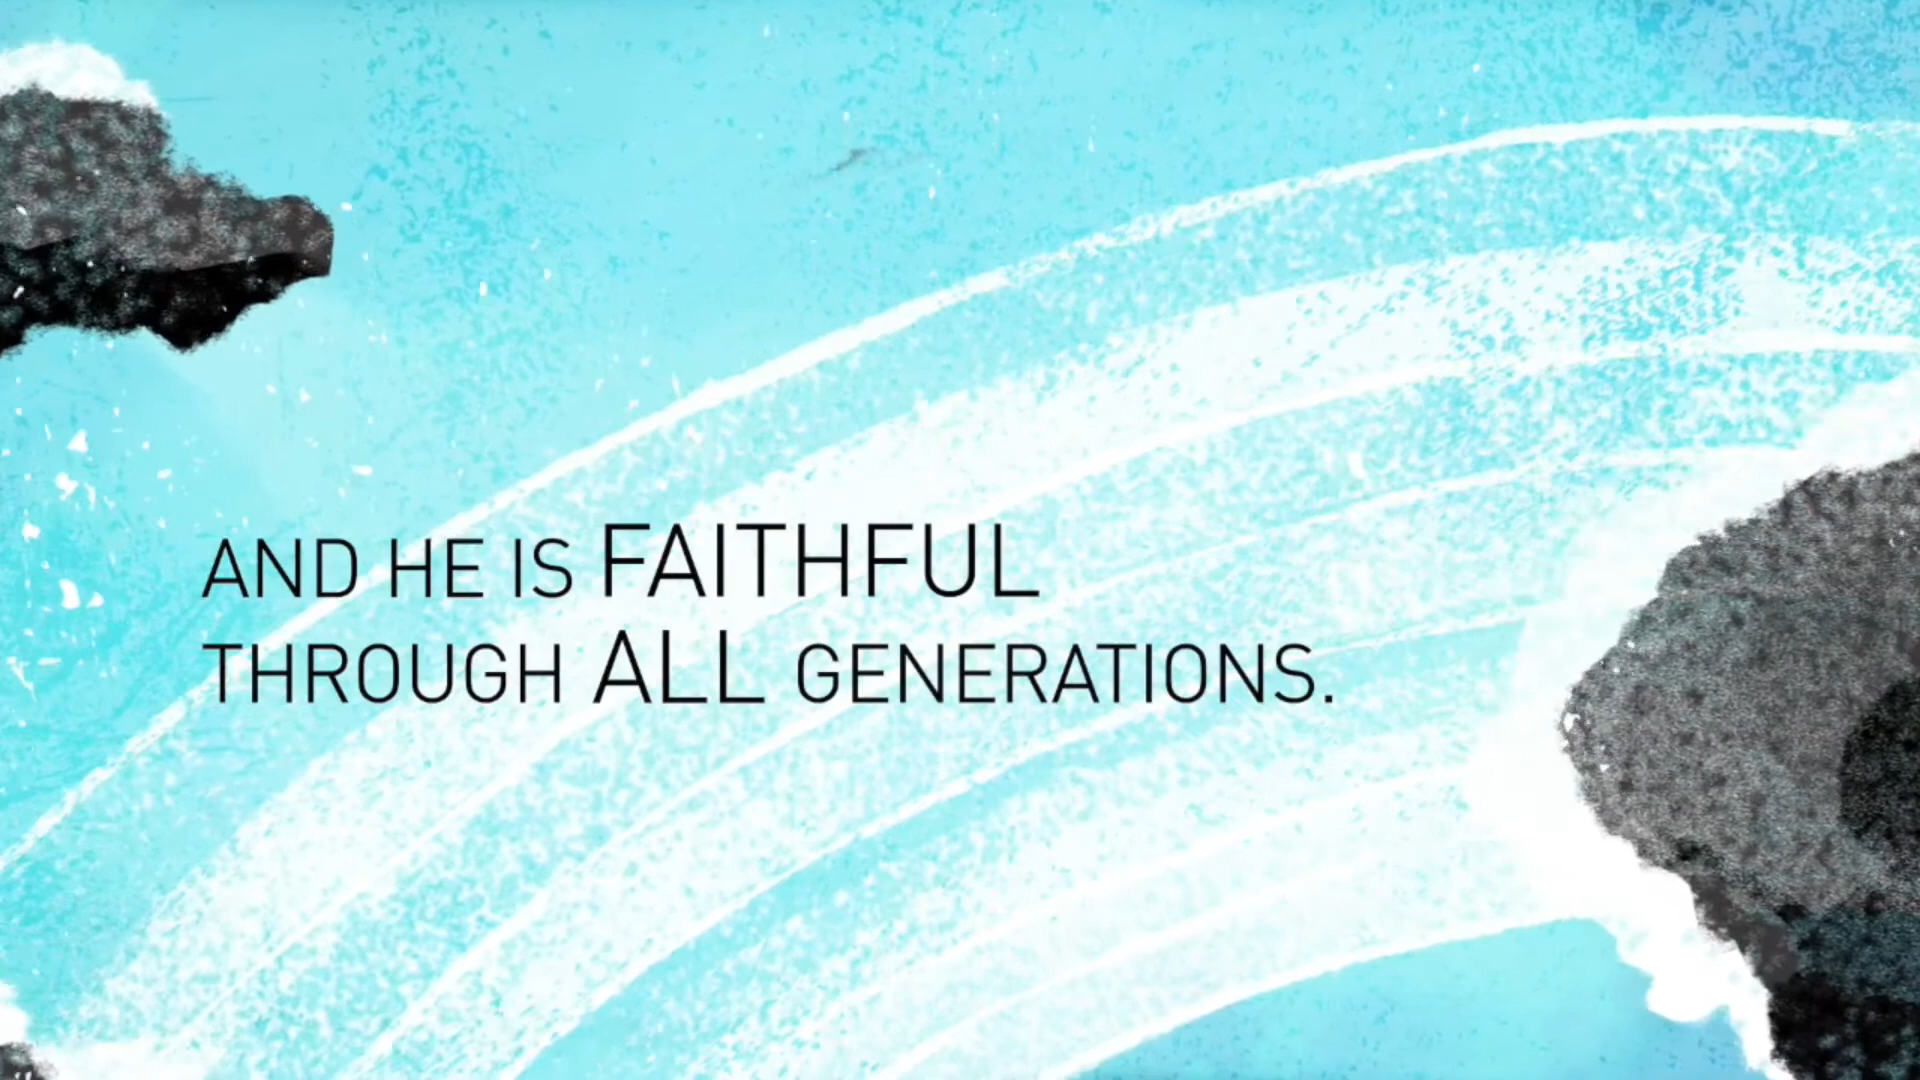 AND HE IS FAITHFUL
THROUGH ALL GENERATIONS.